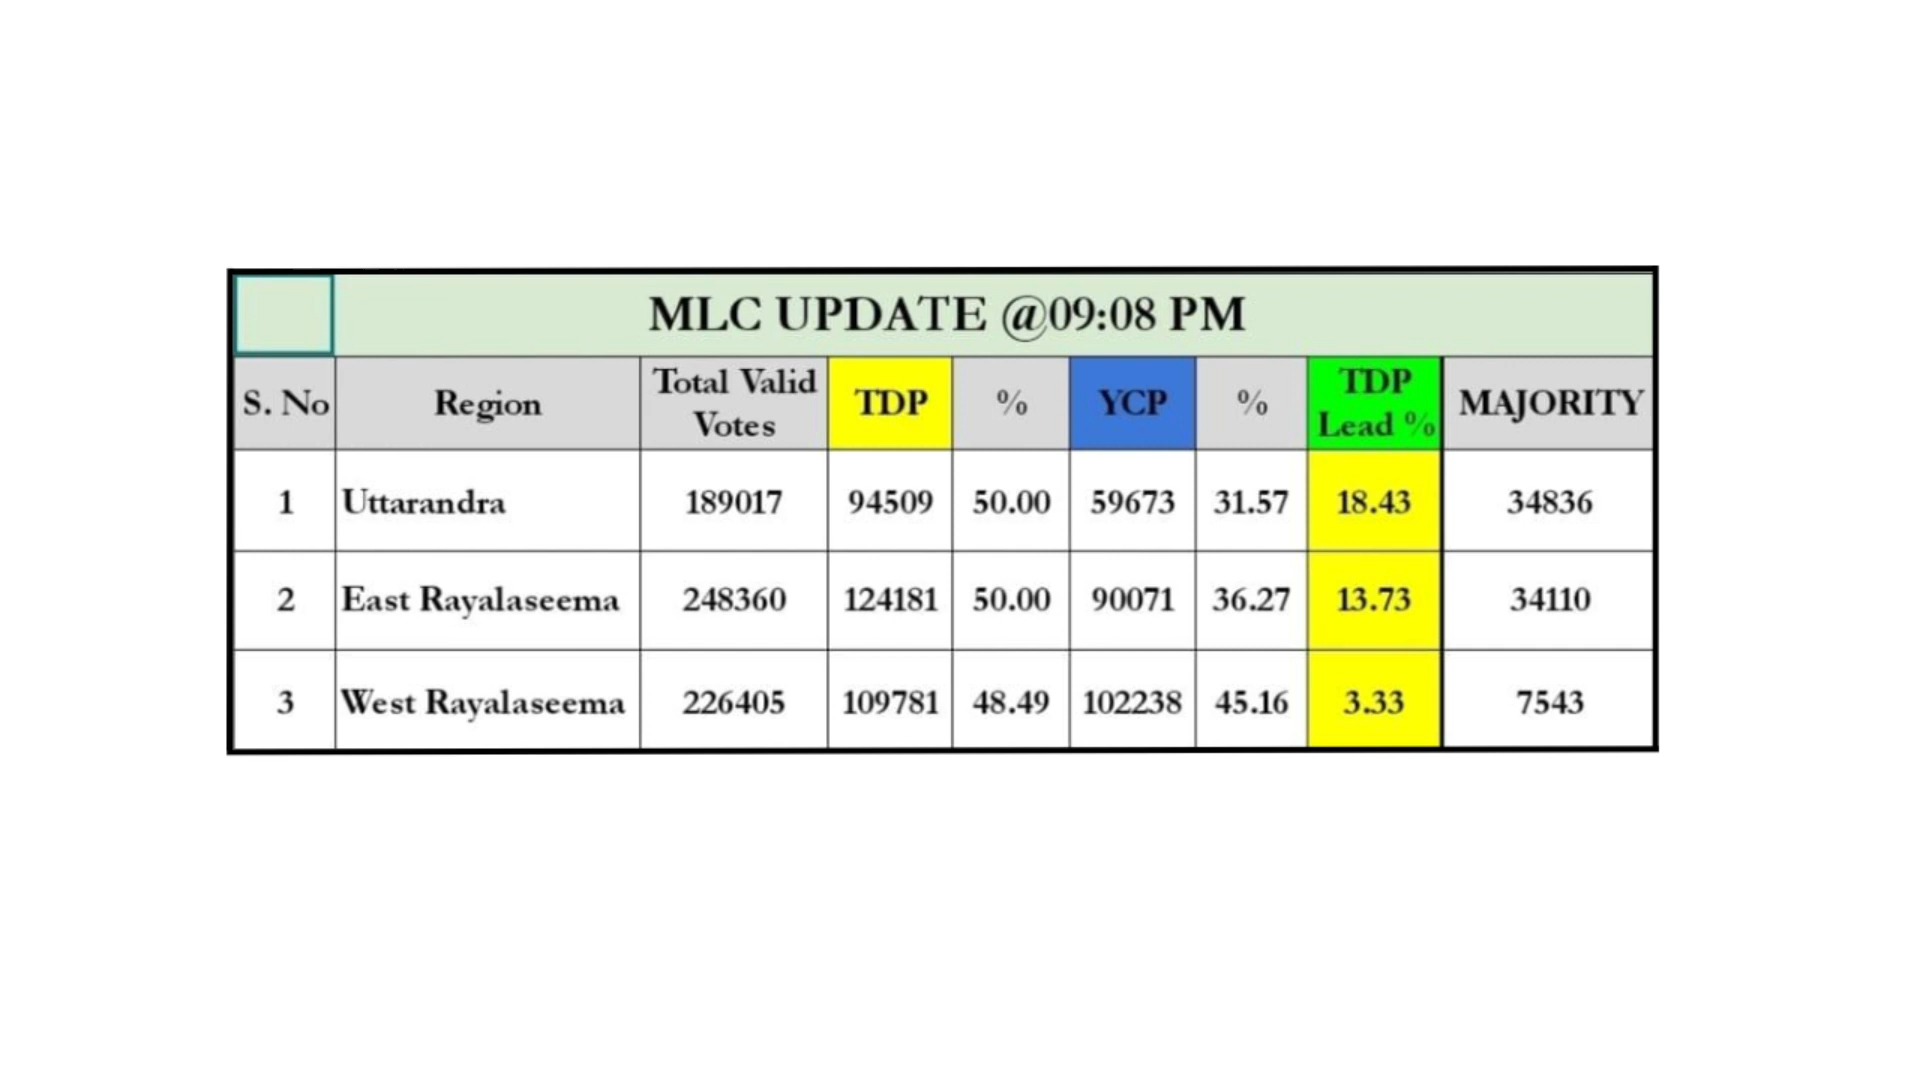 MLC UPDATE @09:08 PM
S. No Region Total Valid Votes TDP % YCP % TDP Lead % MAJORITY
1 Uttarandra 189017 94509 50.00 59673 31.57 18.43 34836
2 East Rayalaseema 248360 124181 50.00 90071 36.27 13.73 34110
3 West Rayalaseema 226405 109781 48.49 102238 45.16 3.33 7543